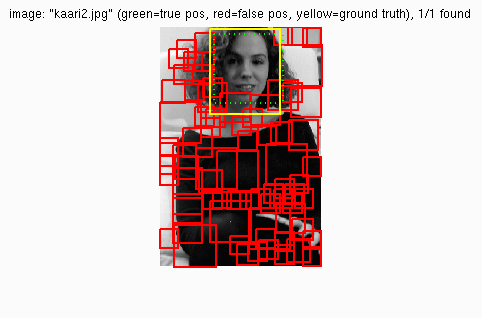 image: "kaari2.jpg" (green=true pos, red=false pos, yellow=ground truth), 1/1 found